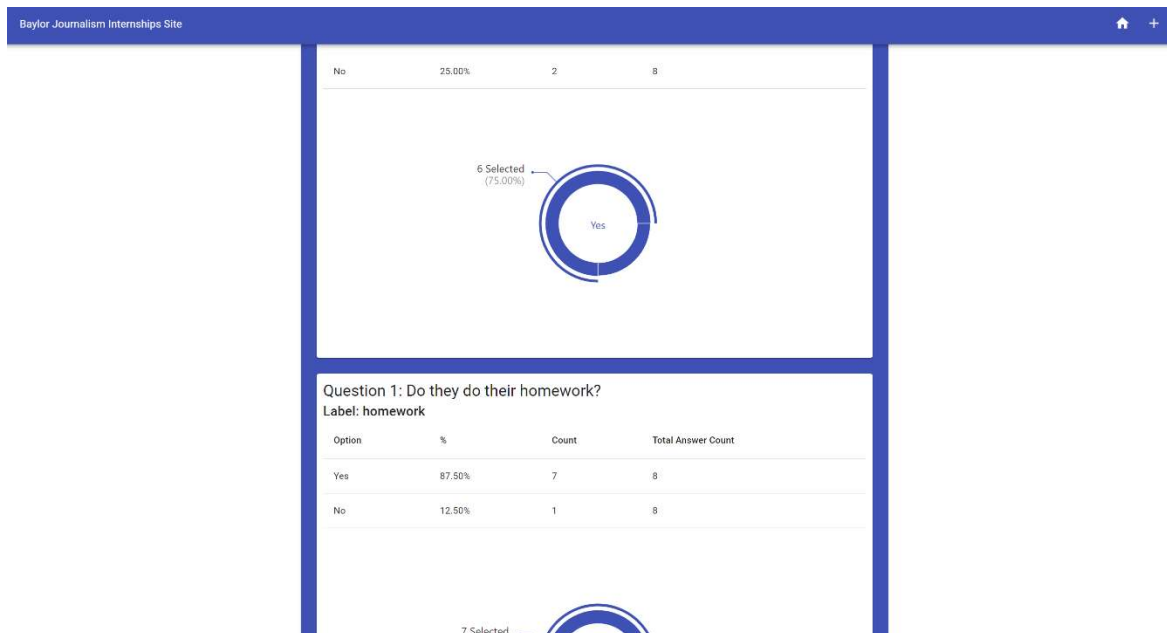 Baylor Journalism Internships Site
No 25.00% 2 8
6 Selected
(75.00%)
Yes
Question 1: Do they do their homework?
Label: homework
Option % Count Total Answer Count
Yes 87.50% 7 8
No 12.50% 1 8
7 Selected